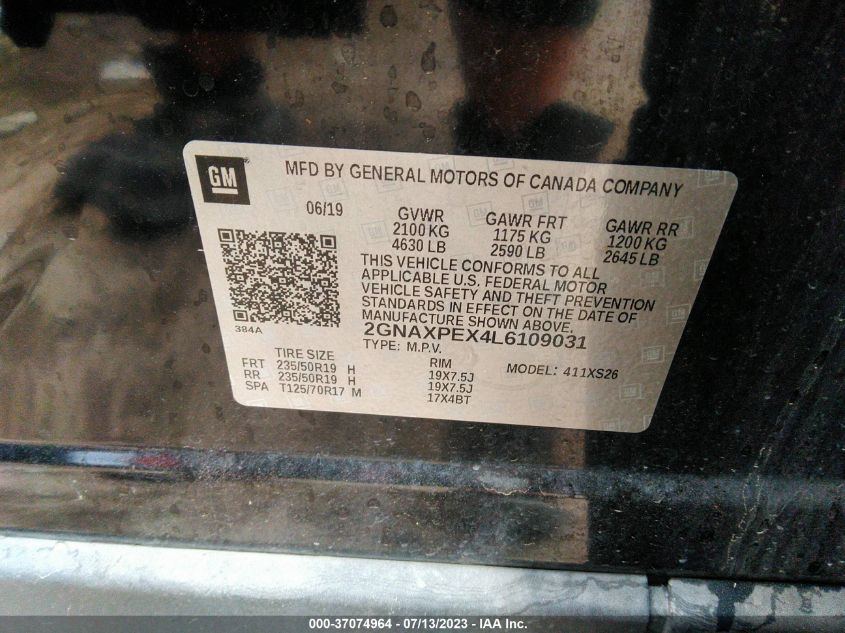 GM
MFD BY GENERAL MOTORS OF CANADA COMPANY
06/19 GVWR GAWR FRT GAWR RR
2100 KG 1175 KG 1200 KG
4630 LB 2590 LB 2645 LB
THIS VEHICLE CONFORMS TO ALL
APPLICABLE U.S. FEDERAL MOTOR
VEHICLE SAFETY AND THEFT PREVENTION
STANDARDS IN EFFECT ON THE DATE OF
MANUFACTURE SHOWN ABOVE.
384A
2GNAXPEX4L6109031
TYPE: M.P.V.
TIRE SIZE RIM MODEL: 411XS26
FRT 235/50R19 H 19X7.5J
RR 235/50R19 H 19X7.5J
SPA T125/70R17 M 17X4BT
000-37074964 / 07/13/2023 - IAA Inc.